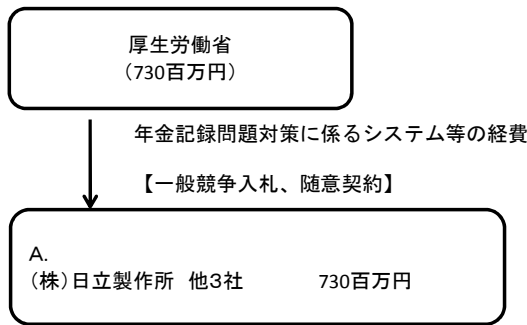 厚生労働省
（730百万円）
年金記録問題対策に係るシステム等の経費
【一般競争入札、随意契約】
A.
（株）日立製作所 他３社 730百万円